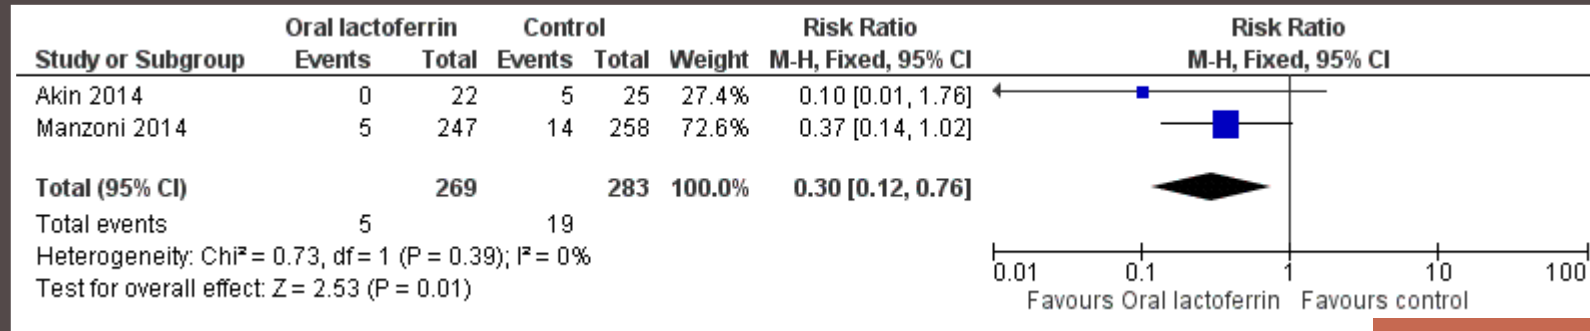 Oral lactoferrin Control Risk Ratio Risk Ratio
Study or Subgroup Events Total Events Total Weight M-H, Fixed, 95% CI M-H, Fixed, 95% CI
Akin 2014 0 22 5 25 27.4% 0.10 [0.01, 1.76]
Manzoni 2014 5 247 14 258 72.6% 0.37 [0.14, 1.02]
Total (95% CI) 269 283 100.0% 0.30 [0.12, 0.76]
Total events 5 19
Heterogeneity: Chi² = 0.73, df = 1 (P = 0.39); I² = 0%
Test for overall effect: Z = 2.53 (P = 0.01)
0.01 0.1 1 10 100
Favours Oral lactoferrin Favours control